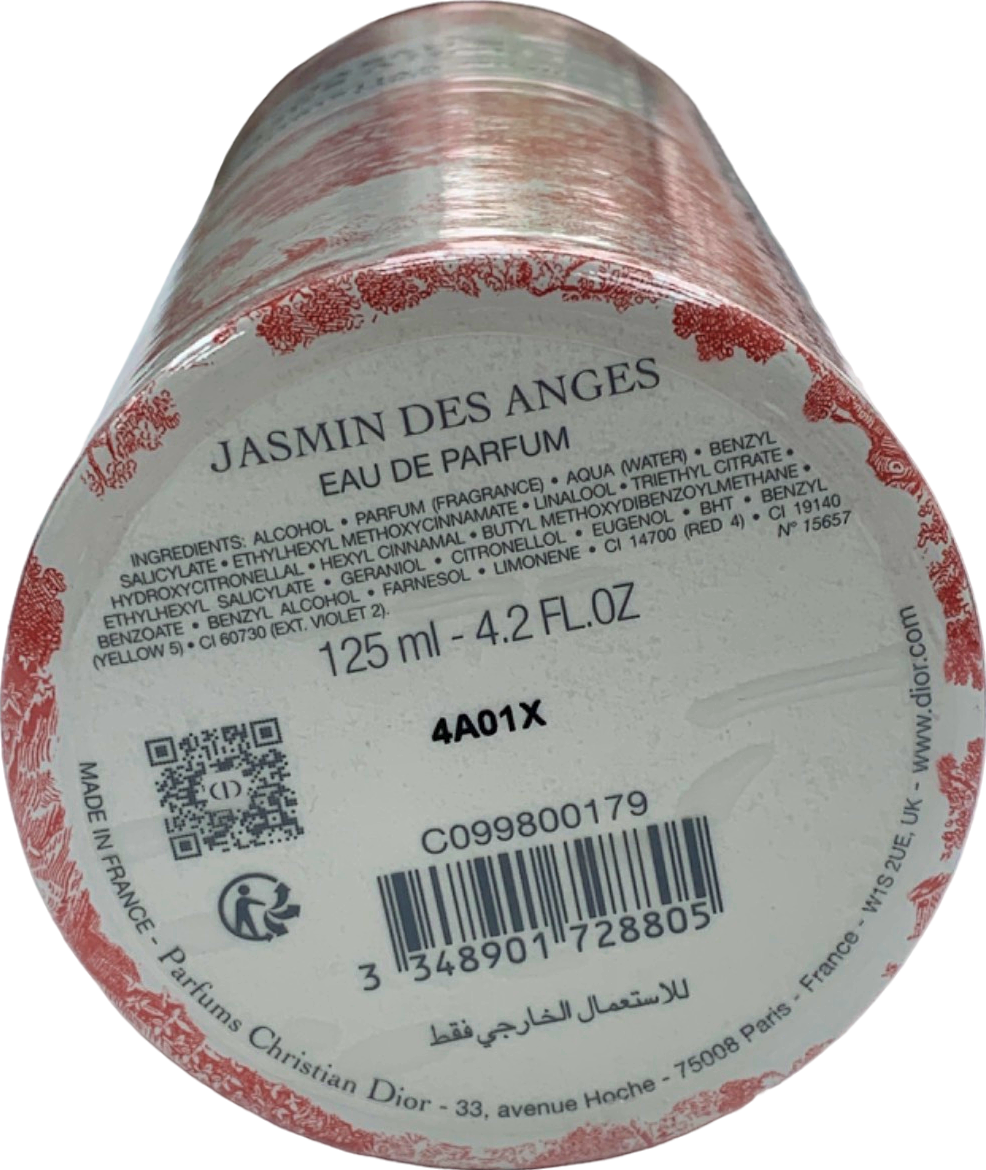 JASMIN DES ANGES
EAU DE PARFUM
INGREDIENTS: ALCOHOL • PARFUM (FRAGRANCE) • AQUA (WATER) • BENZYL
SALICYLATE • ETHYLHEXYL METHOXYCINNAMATE • LINALOOL • TRIETHYL CITRATE •
HYDROXYCITRONELLAL • HEXYL CINNAMAL • BUTYL METHOXYDIBENZOYLMETHANE •
ETHYLHEXYL SALICYLATE • GERANIOL • CITRONELLOL • EUGENOL • BHT • BENZYL
BENZOATE • BENZYL ALCOHOL • FARNESOL • LIMONENE • CI 14700 (RED 4) • CI 19140
(YELLOW 5) • CI 60730 (EXT. VIOLET 2).
N° 15657
125 ml - 4.2 FL.OZ
4A01X
C099800179
3 348901 728805
للاستعمال الخارجي فقط
MADE IN FRANCE - Parfums Christian Dior - 33, avenue Hoche - 75008 Paris - France - W1S 2UE, UK - www.dior.com